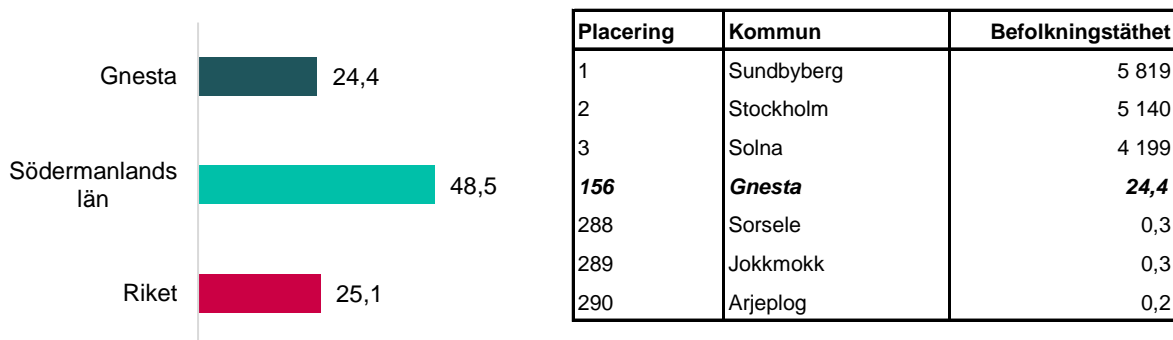 Gnesta
24,4
Södermanlands
län
48,5
Riket
25,1
Placering Kommun Befolkningstäthet
1 Sundbyberg 5 819
2 Stockholm 5 140
3 Solna 4 199
156 Gnesta 24,4
288 Sorsele 0,3
289 Jokkmokk 0,3
290 Arjeplog 0,2